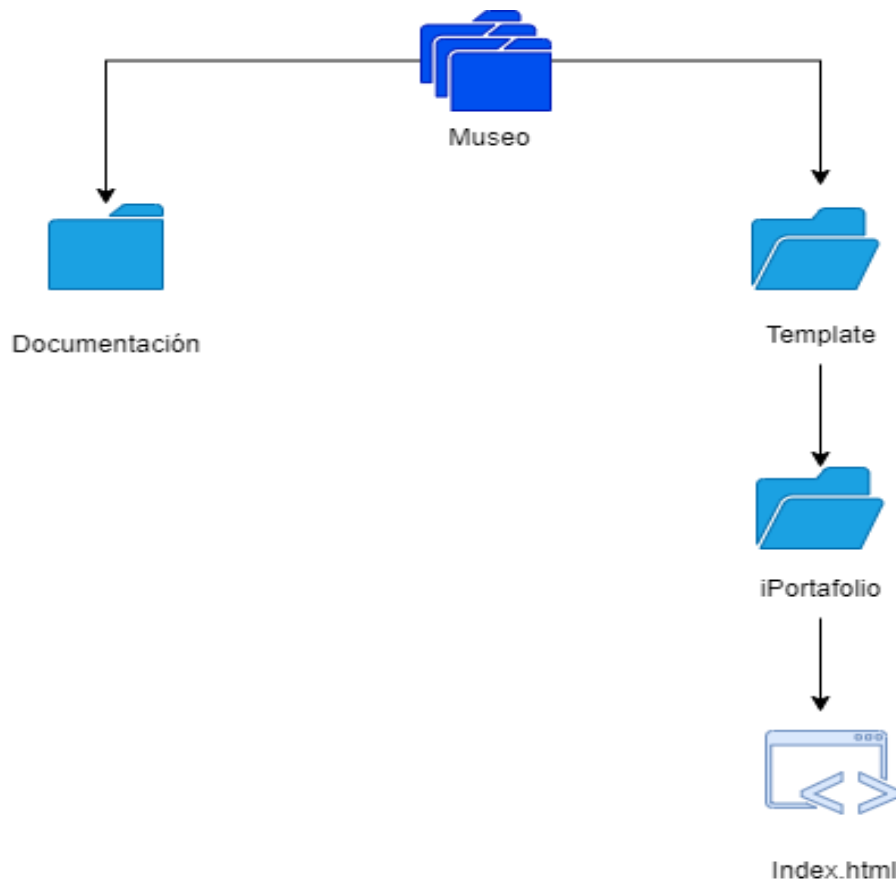 Museo
Documentación
Template
iPortafolio
Index.html